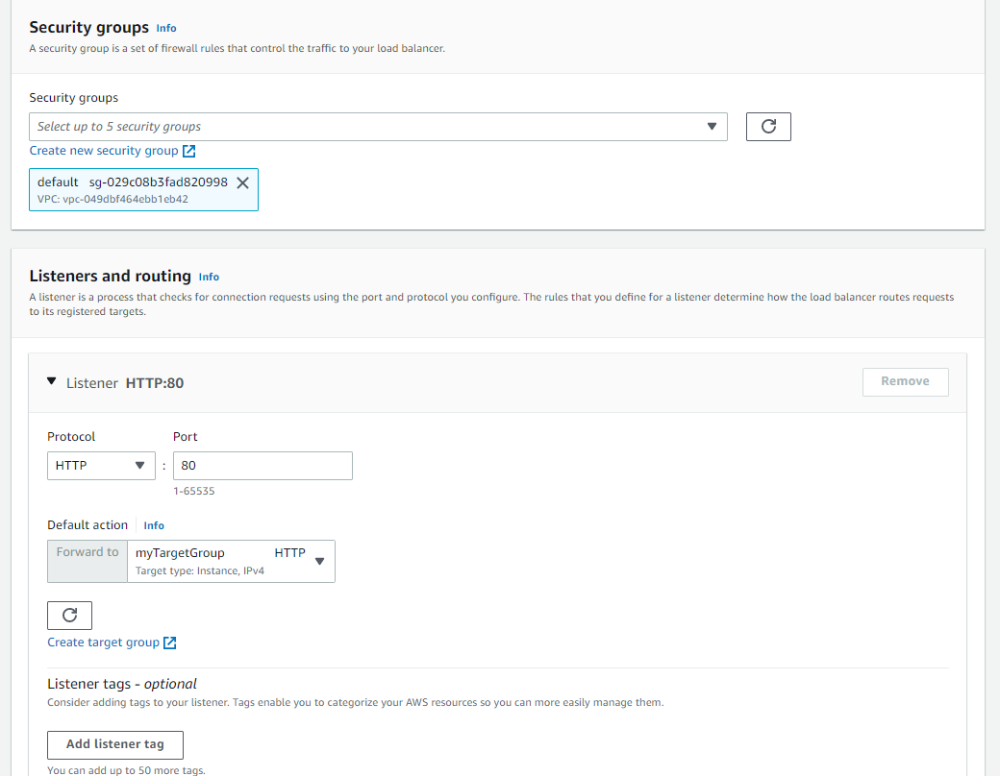 Security groups Info
A security group is a set of firewall rules that control the traffic to your load balancer.
Security groups
Select up to 5 security groups
Create new security group
default sg-029c08b3fad820998
VPC: vpc-049dbf464ebb1eb42
Listeners and routing Info
A listener is a process that checks for connection requests using the port and protocol you configure. The rules that you define for a listener determine how the load balancer routes requests
to its registered targets.
Listener HTTP:80
Remove
Protocol Port
HTTP : 80
1-65535
Default action Info
Forward to myTargetGroup HTTP
Target type: Instance, IPv4
Create target group
Listener tags - optional
Consider adding tags to your listener. Tags enable you to categorize your AWS resources so you can more easily manage them.
Add listener tag
You can add up to 50 more tags.